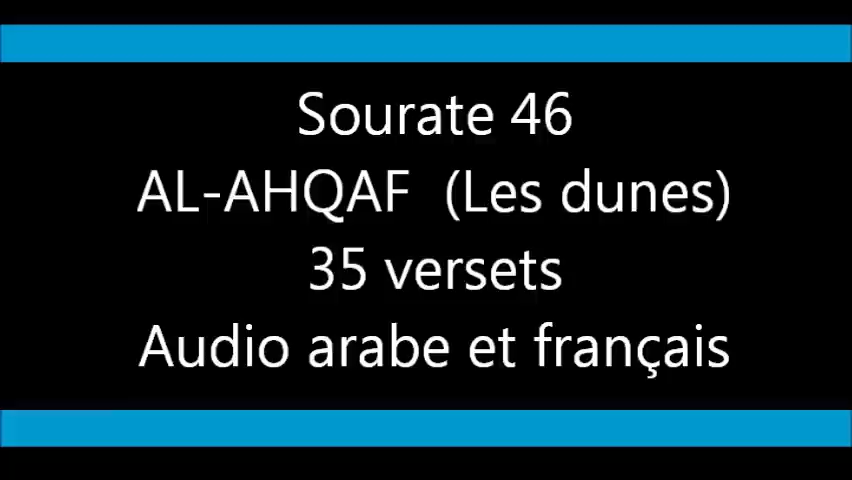 Sourate 46
AL-AHQAF (Les dunes)
35 versets
Audio arabe et français